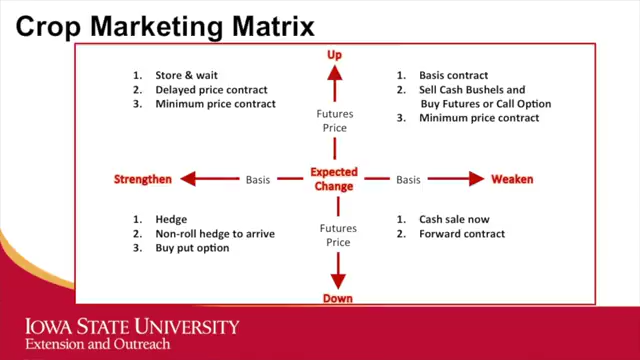 Crop Marketing Matrix
Up
1. Store & wait
2. Delayed price contract
3. Minimum price contract
1. Basis contract
2. Sell Cash Bushels and
Buy Futures or Call Option
3. Minimum price contract
Futures
Price
Strengthen
Basis
Expected
Change
Basis
Weaken
1. Hedge
2. Non-roll hedge to arrive
3. Buy put option
Futures
Price
1. Cash sale now
2. Forward contract
Down
IOWA STATE UNIVERSITY
Extension and Outreach